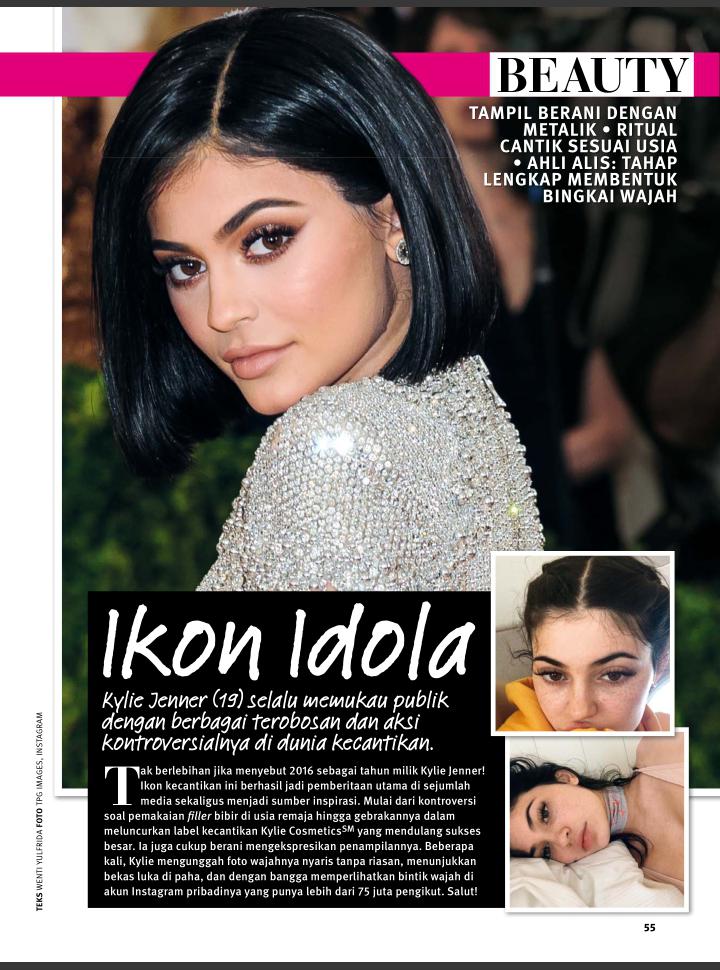 BEAUTY
TAMPIL BERANI DENGAN
METALIK • RITUAL
CANTIK SESUAI USIA
• AHLI ALIS: TAHAP
LENGKAP MEMBENTUK
BINGKAI WAJAH
Ikon Idola
Kylie Jenner (19) selalu memukau publik
dengan berbagai terobosan dan aksi
kontroversialnya di dunia kecantikan.
Tak berlebihan jika menyebut 2016 sebagai tahun milik Kylie Jenner!
Ikon kecantikan ini berhasil jadi pemberitaan utama di sejumlah
media sekaligus menjadi sumber inspirasi. Mulai dari kontroversi
soal pemakaian filler bibir di usia remaja hingga gebrakannya dalam
meluncurkan label kecantikan Kylie Cosmetics℠ yang mendulang sukses
besar. Ia juga cukup berani mengekspresikan penampilannya. Beberapa
kali, Kylie mengunggah foto wajahnya nyaris tanpa riasan, menunjukkan
bekas luka di paha, dan dengan bangga memperlihatkan bintik wajah di
akun Instagram pribadinya yang punya lebih dari 75 juta pengikut. Salut!
TEKS WENTI YULFRIDA FOTO TPG IMAGES, INSTAGRAM
55